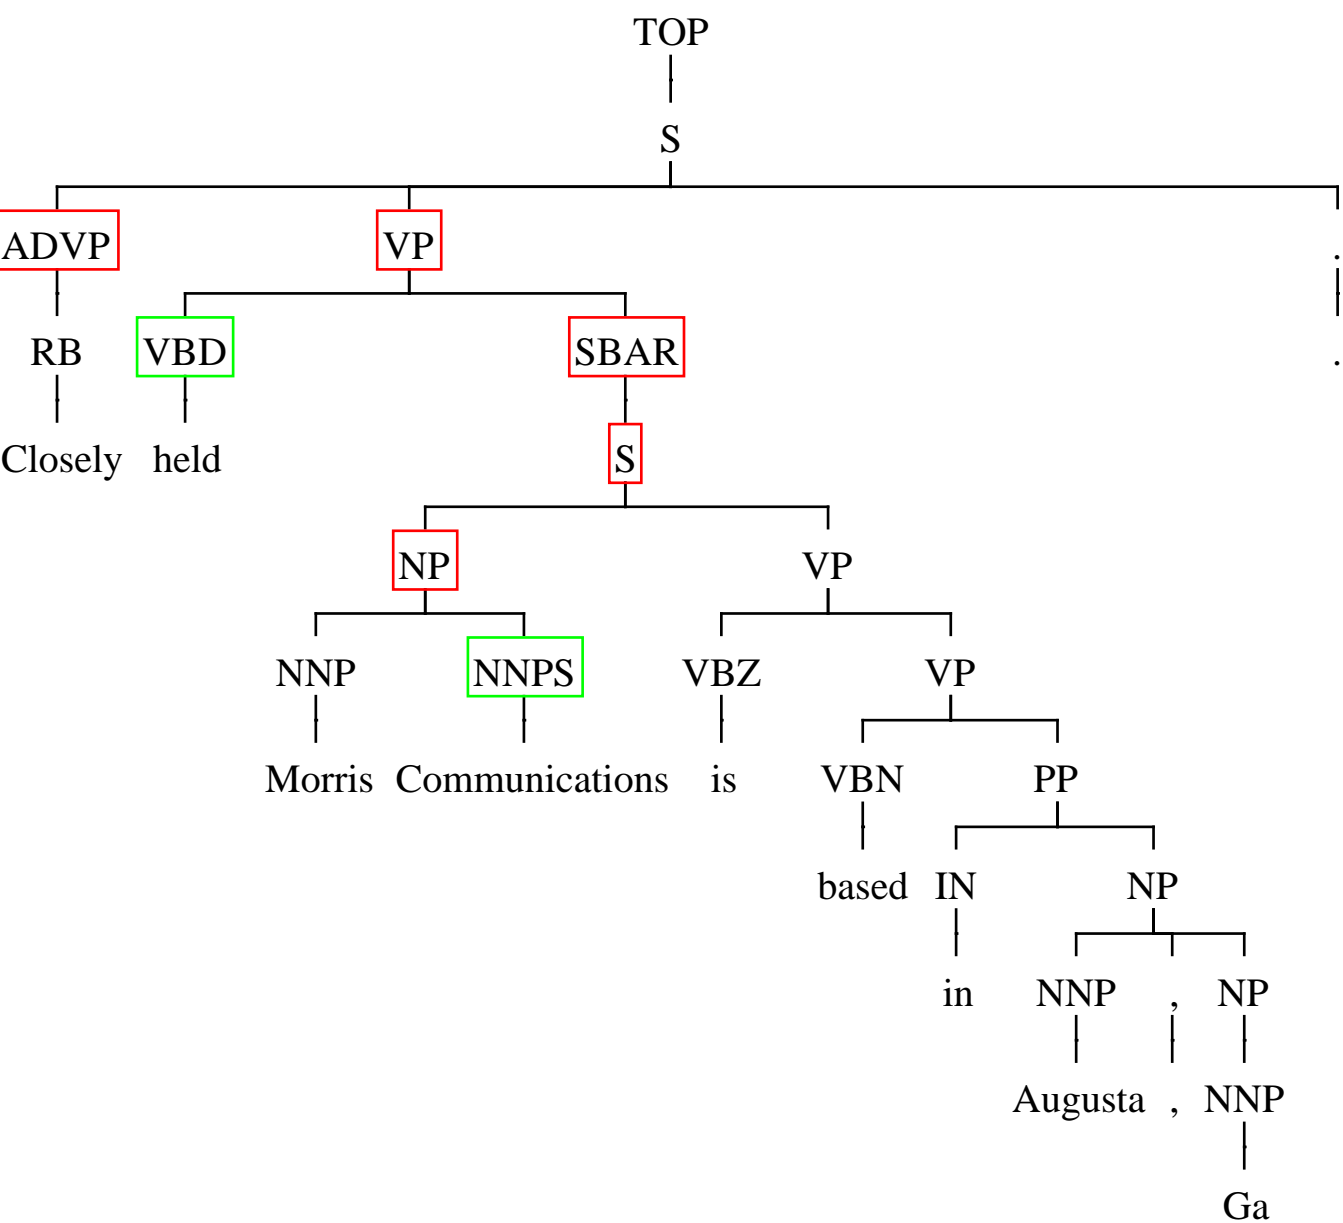 TOP
S
ADVP VP .
RB VBD SBAR .
Closely held S
NP VP
NNP NNPS VBZ VP
Morris Communications is VBN PP
based IN NP
in NNP , NP
Augusta , NNP
Ga